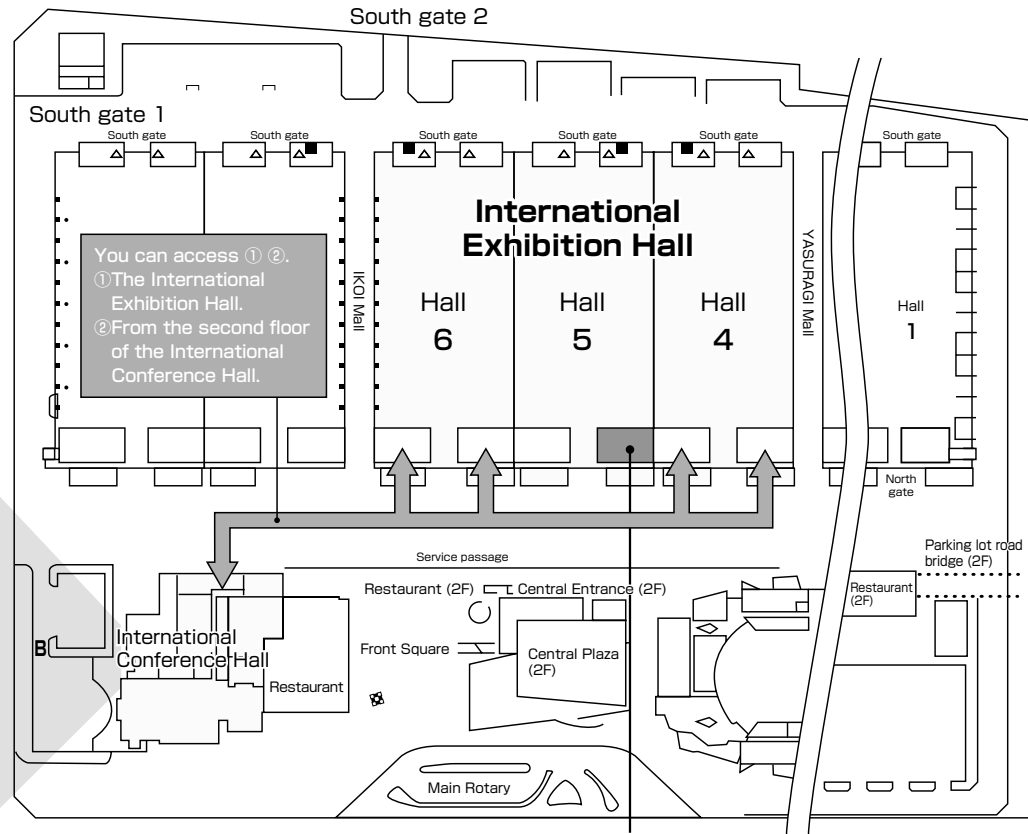 South gate 2
South gate 1
South gate
South gate
South gate
South gate
South gate
South gate
International
Exhibition Hall
You can access ① ②.
①The International
Exhibition Hall.
②From the second floor
of the International
Conference Hall.
IKOI Mall
YASURAGI Mall
Hall
6
Hall
5
Hall
4
Hall
1
North
gate
Service passage
Parking lot road
bridge (2F)
Restaurant (2F)
Central Entrance (2F)
Restaurant
(2F)
B
International
Conference Hall
Front Square
Central Plaza
(2F)
Restaurant
Main Rotary